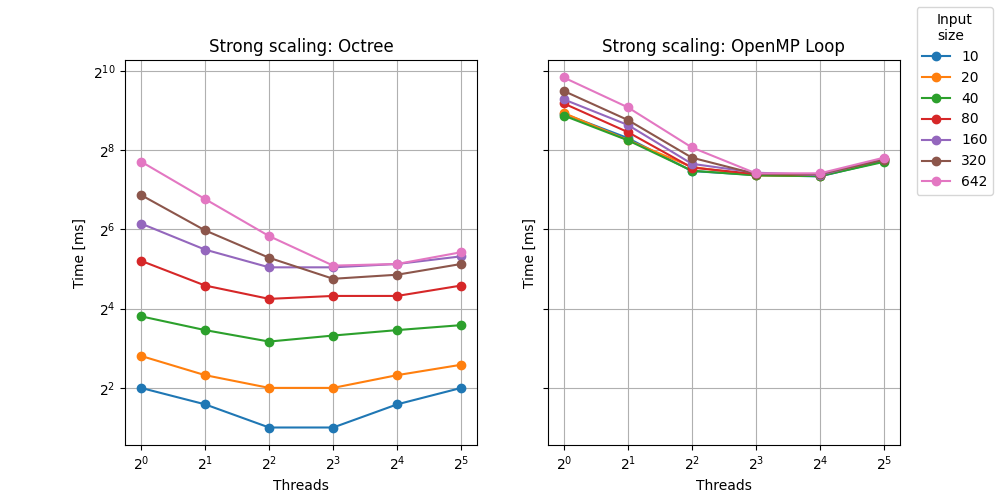 Strong scaling: Octree
Strong scaling: OpenMP Loop
Input
size
10
20
40
80
160
320
642
2^10
2^8
2^6
2^4
2^2
Time [ms]
Time [ms]
2^0 2^1 2^2 2^3 2^4 2^5
2^0 2^1 2^2 2^3 2^4 2^5
Threads
Threads